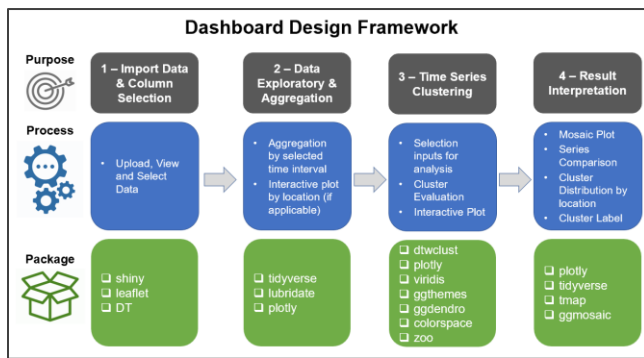 Dashboard Design Framework
Purpose
1 – Import Data
& Column
Selection
2 – Data
Exploratory &
Aggregation
3 – Time Series
Clustering
4 – Result
Interpretation
Process
• Upload, View
and Select
Data
• Aggregation
by selected
time interval
• Interactive plot
by location (if
applicable)
• Selection
inputs for
analysis
• Cluster
Evaluation
• Interactive Plot
• Mosaic Plot
• Series
Comparison
• Cluster
Distribution by
location
• Cluster Label
Package
❑ shiny
❑ leaflet
❑ DT
❑ tidyverse
❑ lubridate
❑ plotly
❑ dtwclust
❑ plotly
❑ viridis
❑ ggthemes
❑ ggdendro
❑ colorspace
❑ zoo
❑ plotly
❑ tidyverse
❑ tmap
❑ ggmosaic